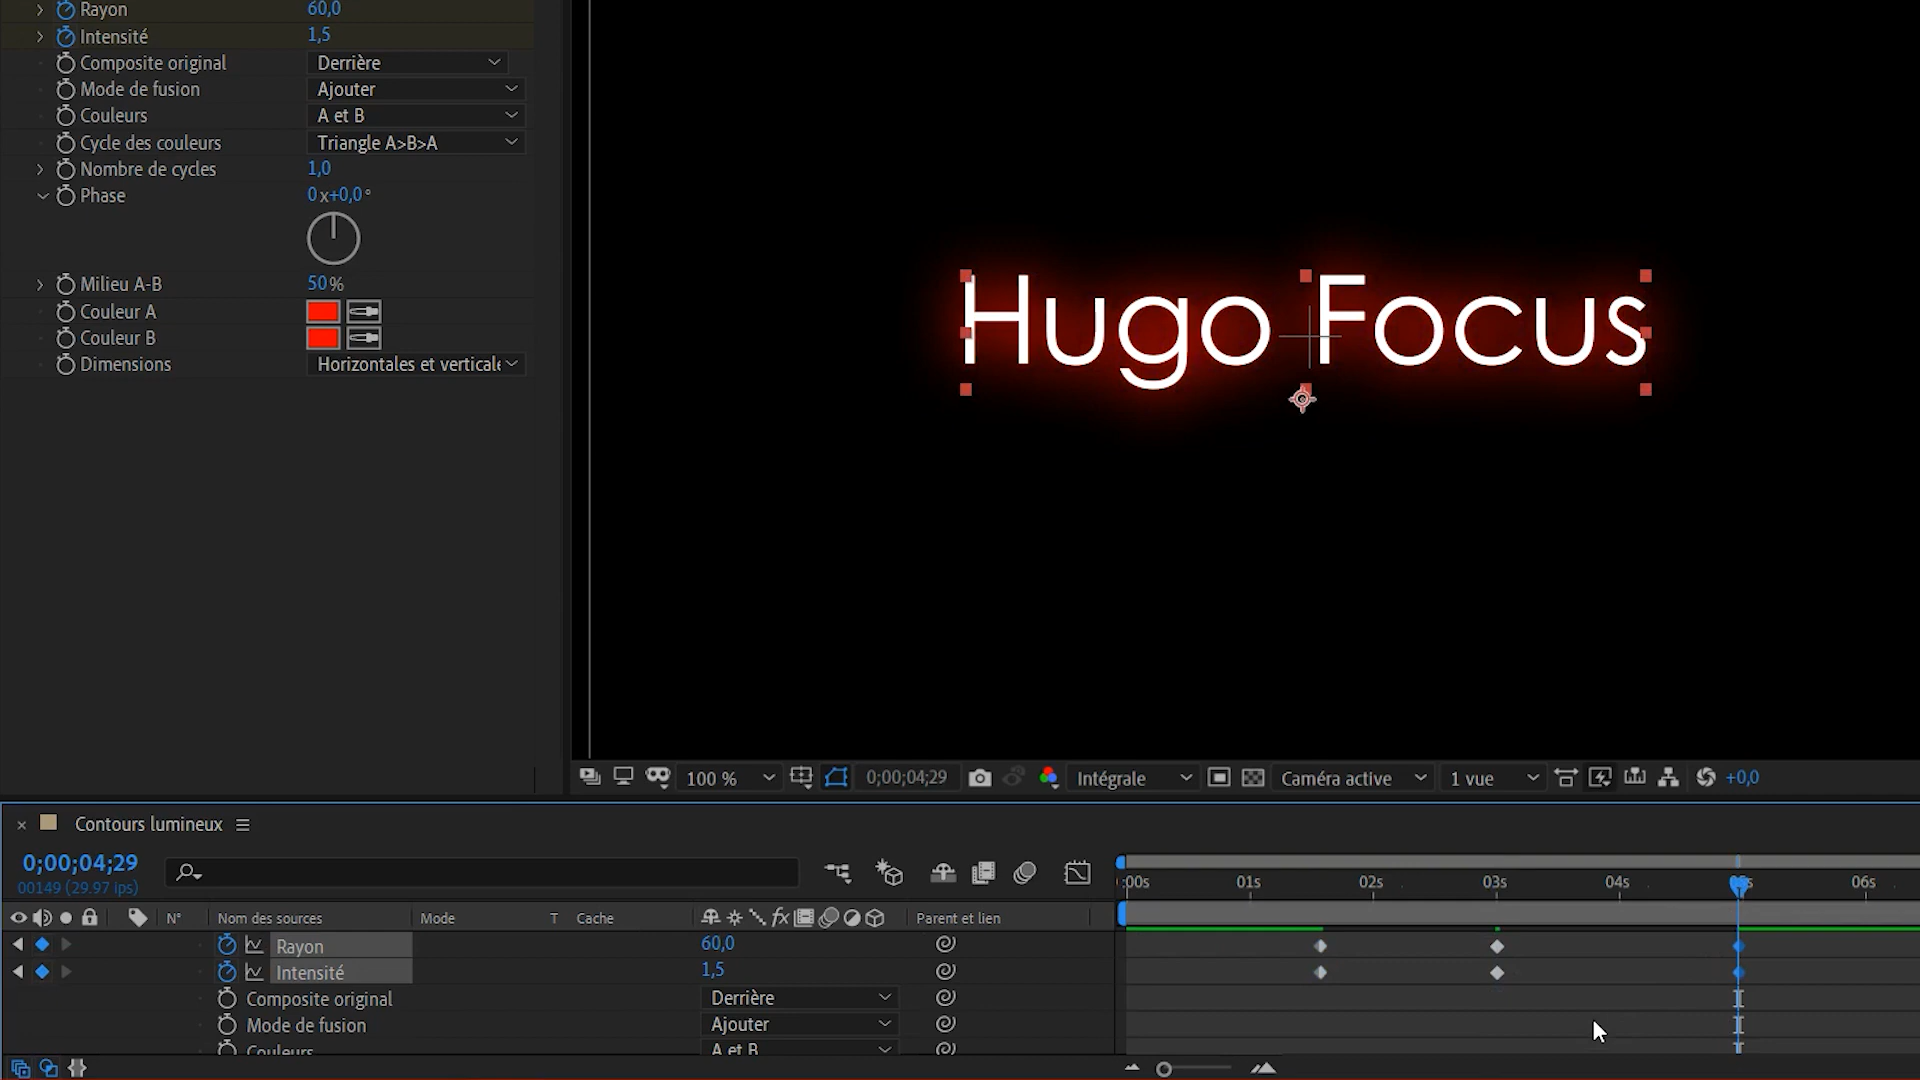 Rayon 60,0
Intensité 1,5
Composite original Derrière
Mode de fusion Ajouter
Couleurs A et B
Cycle des couleurs Triangle A>B>A
Nombre de cycles 1,0
Phase 0 x+0,0°
Milieu A-B 50%
Couleur A
Couleur B
Dimensions Horizontales et verticale
Hugo Focus
100 % 0;00;04;29 Intégrale Caméra active 1 vue +0,0
Contours lumineux
0;00;04;29
00149 (29.97 ips)
:00s 01s 02s 03s 04s 06s
N° Nom des sources Mode T Cache fx Parent et lien
Rayon 60,0
Intensité 1,5
Composite original Derrière
Mode de fusion Ajouter
Couleurs A et B